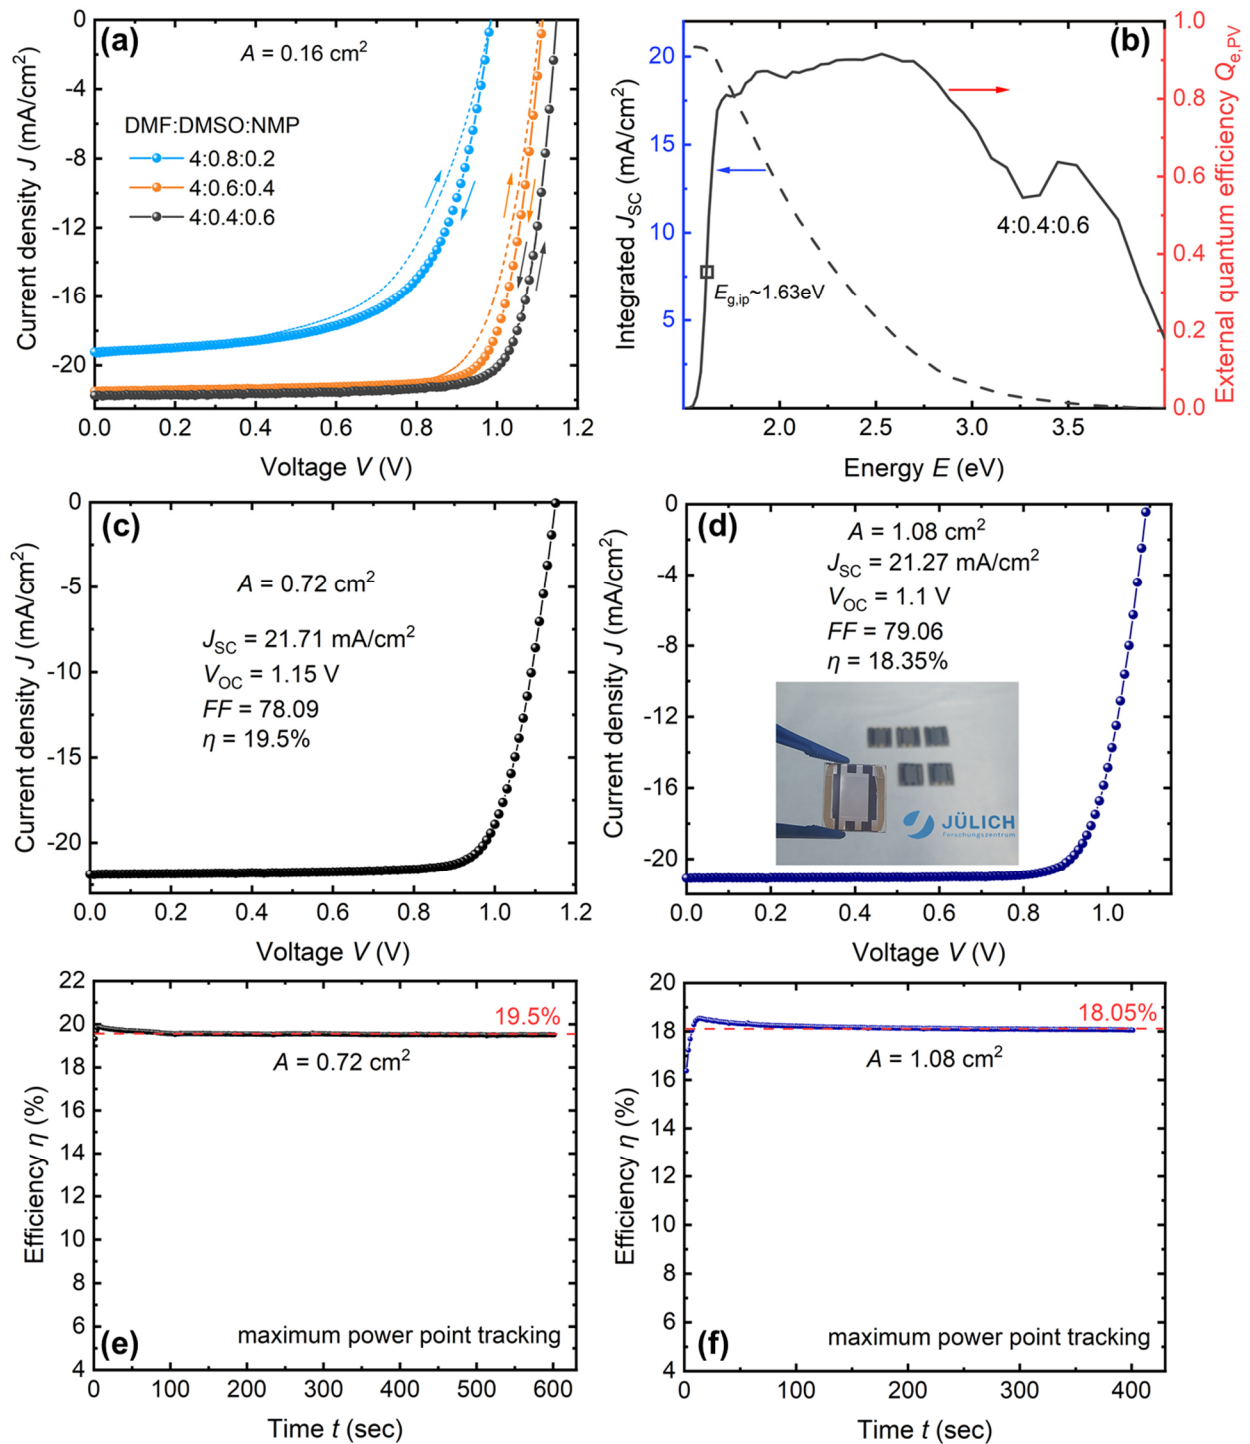 (a)
A = 0.16 cm²
DMF:DMSO:NMP
4:0.8:0.2
4:0.6:0.4
4:0.4:0.6
0
-4
-8
-12
-16
-20
Current density J (mA/cm²)
0.0 0.2 0.4 0.6 0.8 1.0 1.2
Voltage V (V)
(b)
20
15
10
5
Integrated J_SC (mA/cm²)
1.0
0.8
0.6
0.4
0.2
0.0
External quantum efficiency Q_e,PV
4:0.4:0.6
E_g,ip~1.63eV
2.0 2.5 3.0 3.5
Energy E (eV)
(c)
A = 0.72 cm²
J_SC = 21.71 mA/cm²
V_OC = 1.15 V
FF = 78.09
η = 19.5%
0
-5
-10
-15
-20
Current density J (mA/cm²)
0.0 0.2 0.4 0.6 0.8 1.0 1.2
Voltage V (V)
(d)
A = 1.08 cm²
J_SC = 21.27 mA/cm²
V_OC = 1.1 V
FF = 79.06
η = 18.35%
JÜLICH
Forschungszentrum
0
-4
-8
-12
-16
-20
Current density J (mA/cm²)
0.0 0.2 0.4 0.6 0.8 1.0
Voltage V (V)
22
20
18
16
14
12
10
8
6
4
Efficiency η (%)
19.5%
A = 0.72 cm²
maximum power point tracking
(e)
0 100 200 300 400 500 600
Time t (sec)
20
18
16
14
12
10
8
6
4
Efficiency η (%)
18.05%
A = 1.08 cm²
maximum power point tracking
(f)
0 100 200 300 400
Time t (sec)